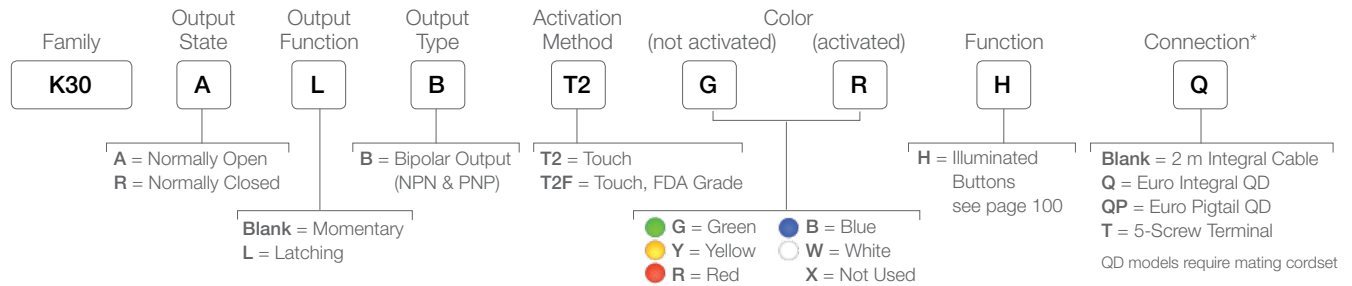 Family
Output
State
Output
Function
Output
Type
Activation
Method
Color
(not activated)
(activated)
Function
Connection*
K30
A
L
B
T2
G
R
H
Q
A = Normally Open
R = Normally Closed
Blank = Momentary
L = Latching
B = Bipolar Output
(NPN & PNP)
T2 = Touch
T2F = Touch, FDA Grade
G = Green
Y = Yellow
R = Red
B = Blue
W = White
X = Not Used
H = Illuminated
Buttons
see page 100
Blank = 2 m Integral Cable
Q = Euro Integral QD
QP = Euro Pigtail QD
T = 5-Screw Terminal
QD models require mating cordset